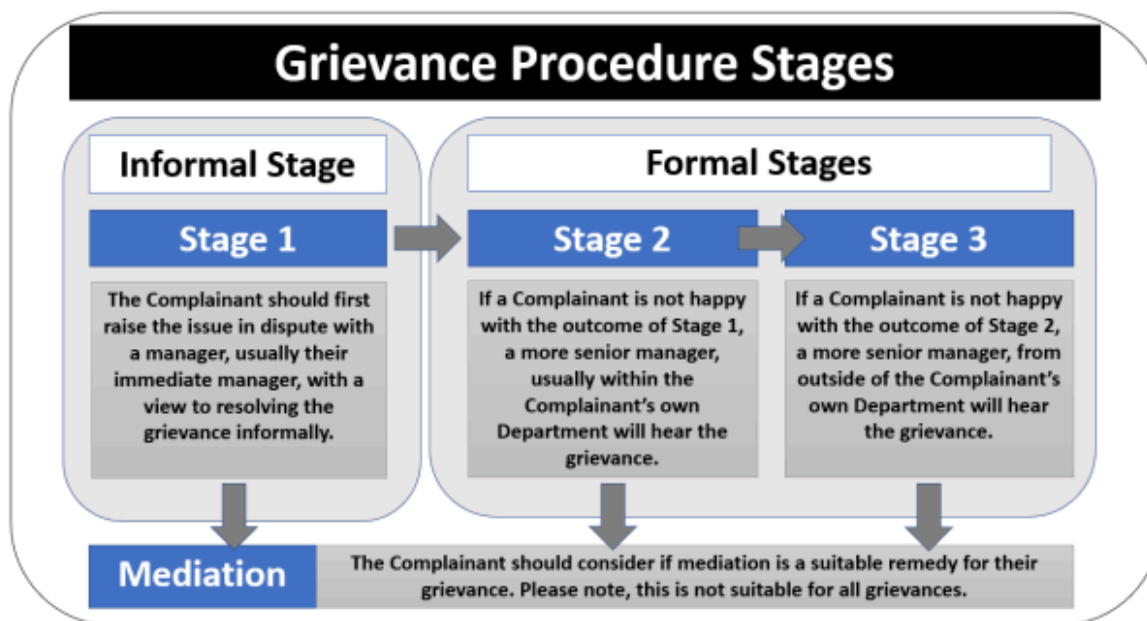 Grievance Procedure Stages
Informal Stage
Stage 1
The Complainant should first
raise the issue in dispute with
a manager, usually their
immediate manager, with a
view to resolving the
grievance informally.
Formal Stages
Stage 2
If a Complainant is not happy
with the outcome of Stage 1,
a more senior manager,
usually within the
Complainant’s own
Department will hear the
grievance.
Stage 3
If a Complainant is not happy
with the outcome of Stage 2,
a more senior manager, from
outside of the Complainant’s
own Department will hear
the grievance.
Mediation
The Complainant should consider if mediation is a suitable remedy for their
grievance. Please note, this is not suitable for all grievances.